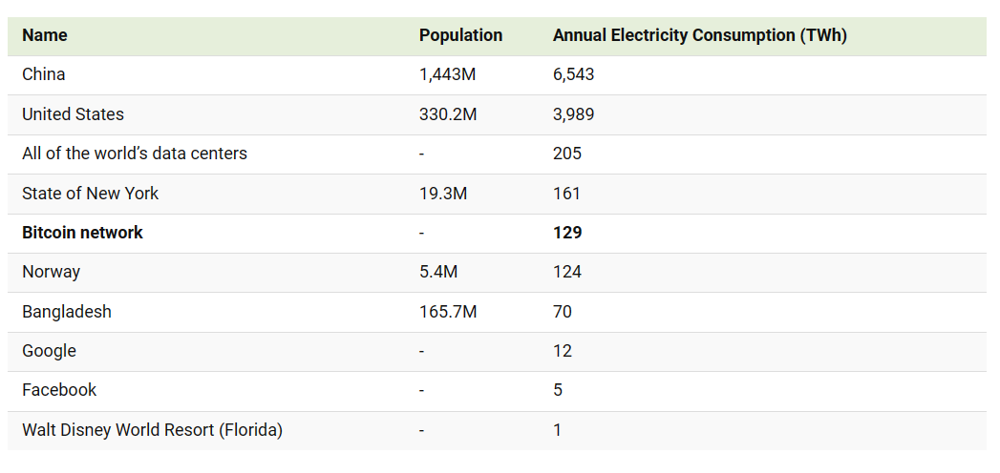 Name Population Annual Electricity Consumption (TWh)
China 1,443M 6,543
United States 330.2M 3,989
All of the world’s data centers - 205
State of New York 19.3M 161
Bitcoin network - 129
Norway 5.4M 124
Bangladesh 165.7M 70
Google - 12
Facebook - 5
Walt Disney World Resort (Florida) - 1